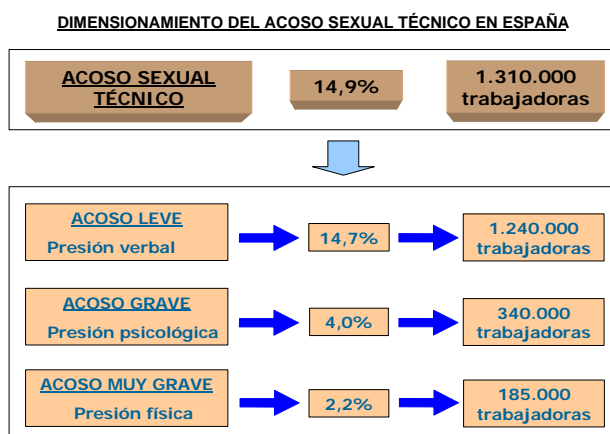 DIMENSIONAMIENTO DEL ACOSO SEXUAL TÉCNICO EN ESPAÑA
ACOSO SEXUAL
TÉCNICO
14,9%
1.310.000
trabajadoras
ACOSO LEVE
Presión verbal
14,7%
1.240.000
trabajadoras
ACOSO GRAVE
Presión psicológica
4,0%
340.000
trabajadoras
ACOSO MUY GRAVE
Presión física
2,2%
185.000
trabajadoras